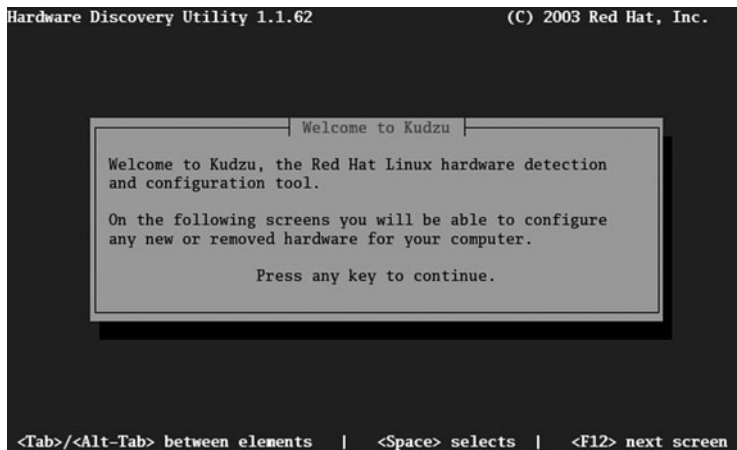 Hardware Discovery Utility 1.1.62 (C) 2003 Red Hat, Inc.
Welcome to Kudzu
Welcome to Kudzu, the Red Hat Linux hardware detection
and configuration tool.
On the following screens you will be able to configure
any new or removed hardware for your computer.
Press any key to continue.
<Tab>/<Alt-Tab> between elements | <Space> selects | <F12> next screen